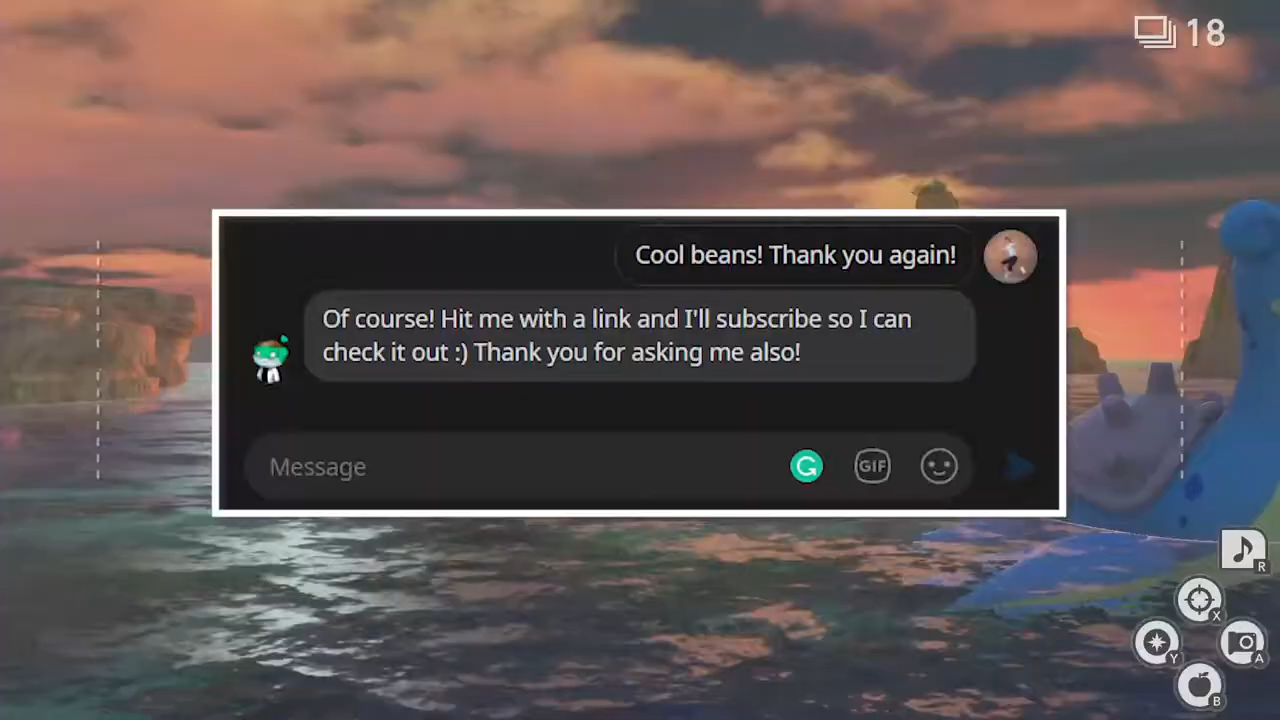 18
Cool beans! Thank you again!
Of course! Hit me with a link and I'll subscribe so I can
check it out :) Thank you for asking me also!
Message
GIF
R
X
Y
A
B